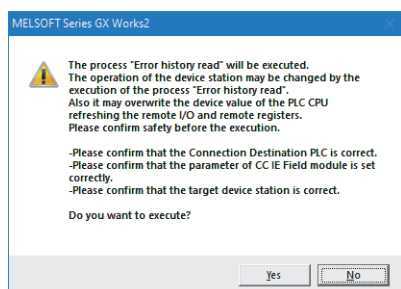 MELSOFT Series GX Works2
The process "Error history read" will be executed.
The operation of the device station may be changed by the
execution of the process "Error history read".
Also it may overwrite the device value of the PLC CPU
refreshing the remote I/O and remote registers.
Please confirm safety before the execution.
-Please confirm that the Connection Destination PLC is correct.
-Please confirm that the parameter of CC IE Field module is set
correctly.
-Please confirm that the target device station is correct.
Do you want to execute?
Yes No